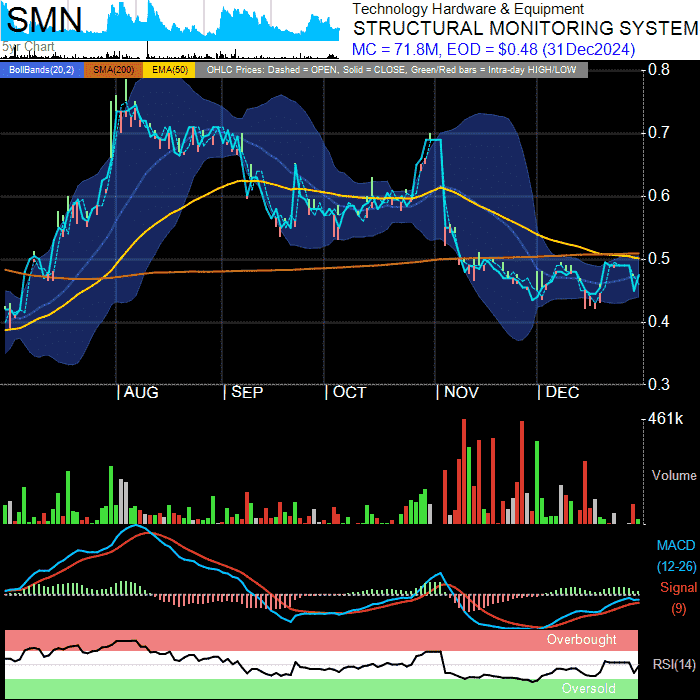 SMN
5yr Chart
Technology Hardware & Equipment
STRUCTURAL MONITORING SYSTEM
MC = 71.8M, EOD = $0.48 (31Dec2024)
BollBands(20,2) SMA(200) EMA(50) OHLC Prices: Dashed = OPEN, Solid = CLOSE, Green/Red bars = Intra-day HIGH/LOW
0.8
0.7
0.6
0.5
0.4
0.3
AUG SEP OCT NOV DEC
461k
Volume
MACD
(12-26)
Signal
(9)
Overbought
RSI(14)
Oversold